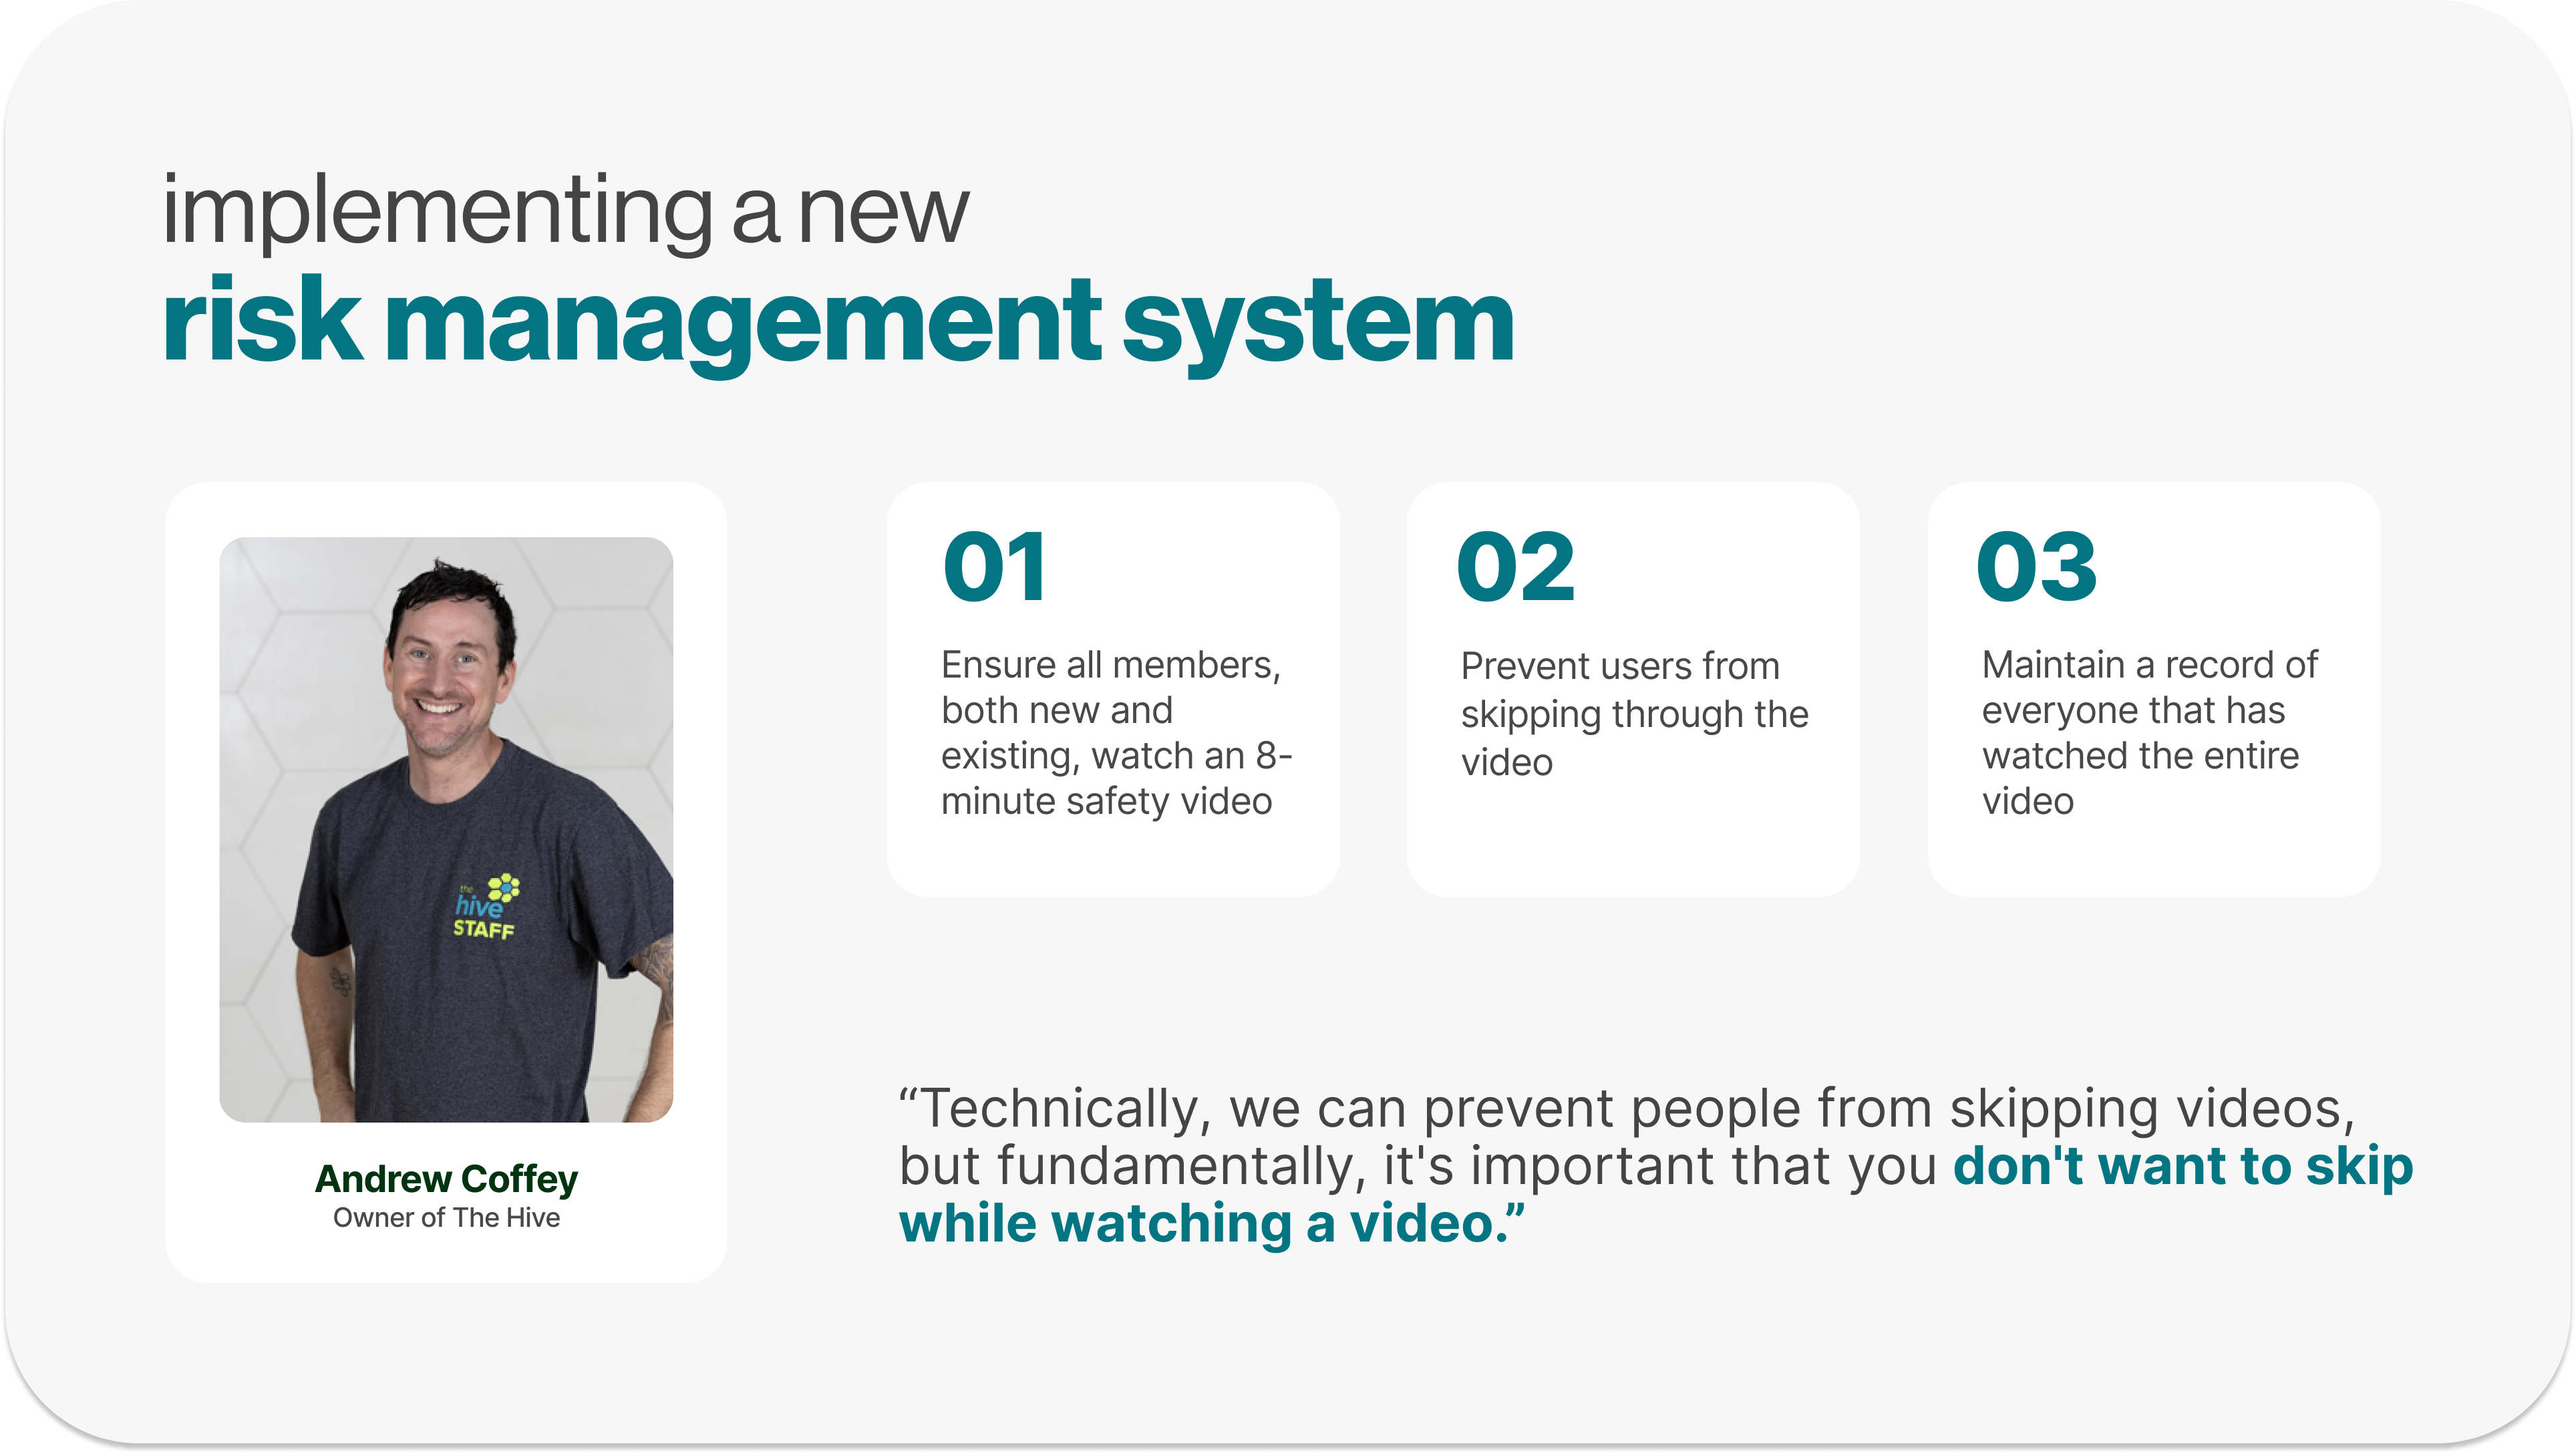 implementing a new
risk management system
the
hive
STAFF
Andrew Coffey
Owner of The Hive
01
Ensure all members,
both new and
existing, watch an 8-
minute safety video
02
Prevent users from
skipping through the
video
03
Maintain a record of
everyone that has
watched the entire
video
“Technically, we can prevent people from skipping videos,
but fundamentally, it's important that you don't want to skip
while watching a video.”